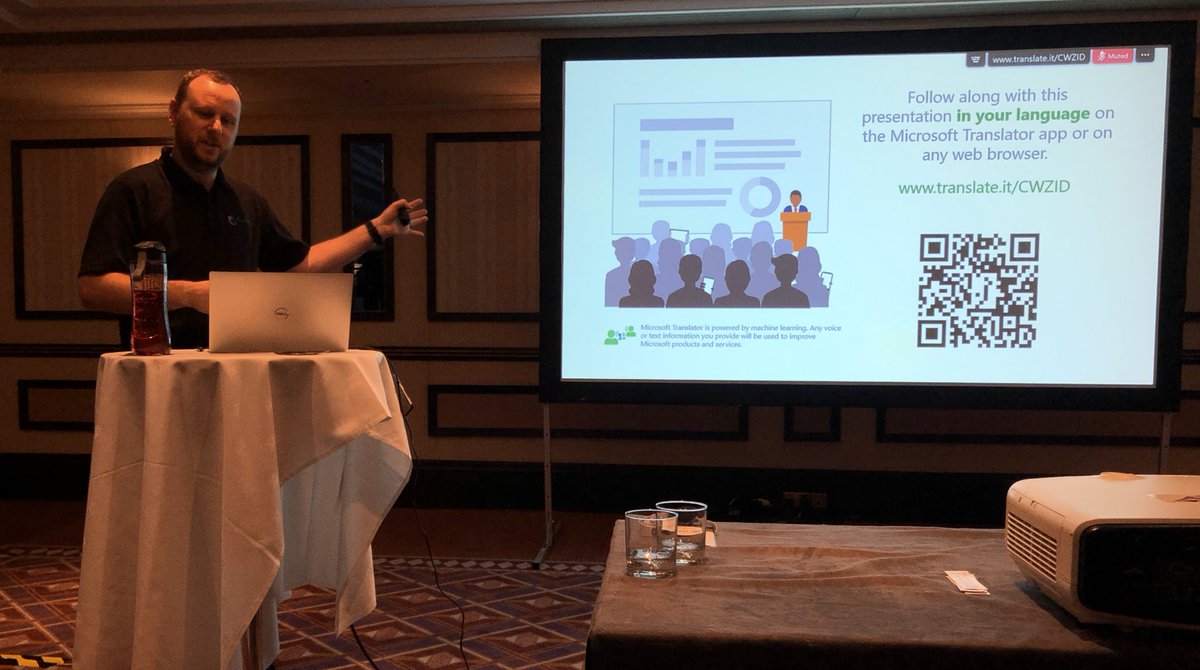 www.translate.it/CWZID
Muted
Follow along with this
presentation in your language on
the Microsoft Translator app or on
any web browser.
www.translate.it/CWZID
Microsoft Translator is powered by machine learning. Any voice
or text information you provide will be used to improve
Microsoft products and services.
DELL